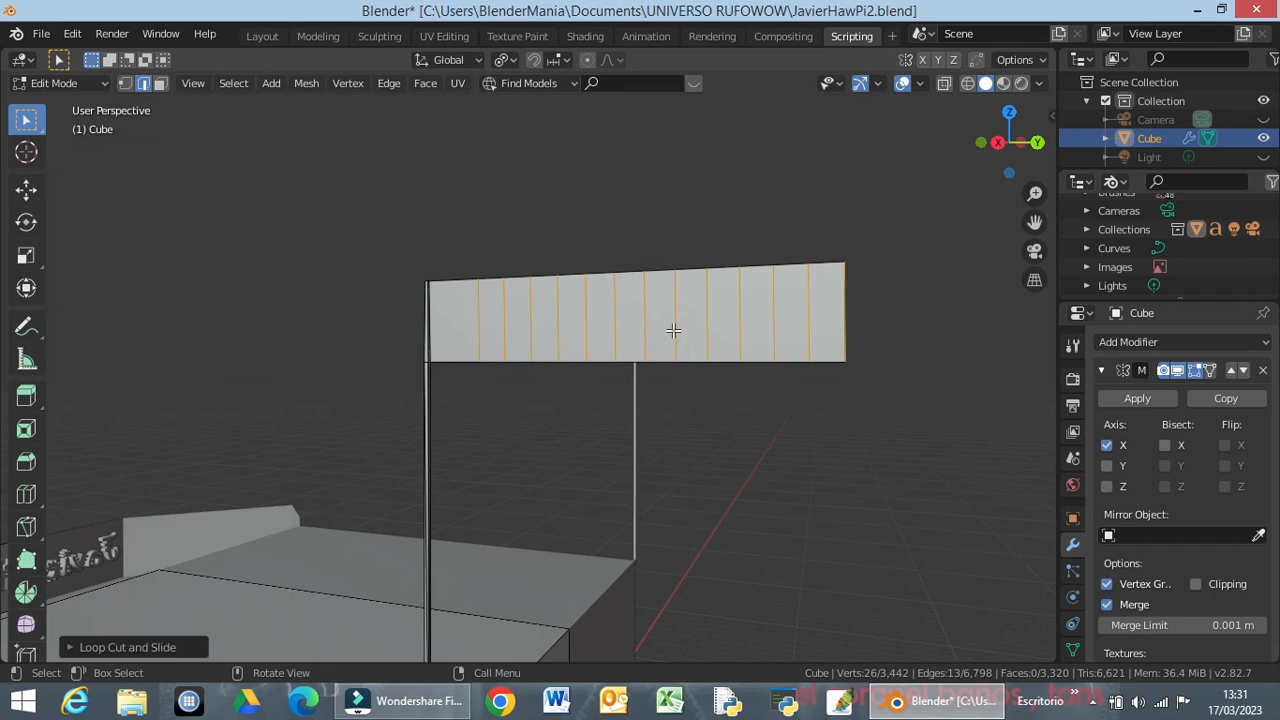 Blender* [C:\Users\BlenderMania\Documents\UNIVERSO RUFOWOW\JavierHawPi2.blend]
File Edit Render Window Help Layout Modeling Sculpting UV Editing Texture Paint Shading Animation Rendering Compositing Scripting + Scene View Layer
Global X Y Z Options
Edit Mode View Select Add Mesh Vertex Edge Face UV Find Models
User Perspective
(1) Cube
Z
X
Y
Scene Collection
Collection
Camera
Cube
Light
Brushes 48
Cameras
Collections
Curves
Images
Lights
Cube
Add Modifier
M
Apply Copy
Axis: Bisect: Flip:
X X X
Y Y Y
Z Z Z
Mirror Object:
Options:
Vertex Gr.. Clipping
Merge
Merge Limit 0.001 m
Textures:
Loop Cut and Slide
Select Box Select Rotate View Call Menu Cube | Verts:26/3,442 | Edges:13/6,798 | Faces:0/3,320 | Tris:6,621 | Mem: 36.4 MiB | v2.82.7
Wondershare Fi... Blender* [C:\Us... Escritorio
13:31
17/03/2023